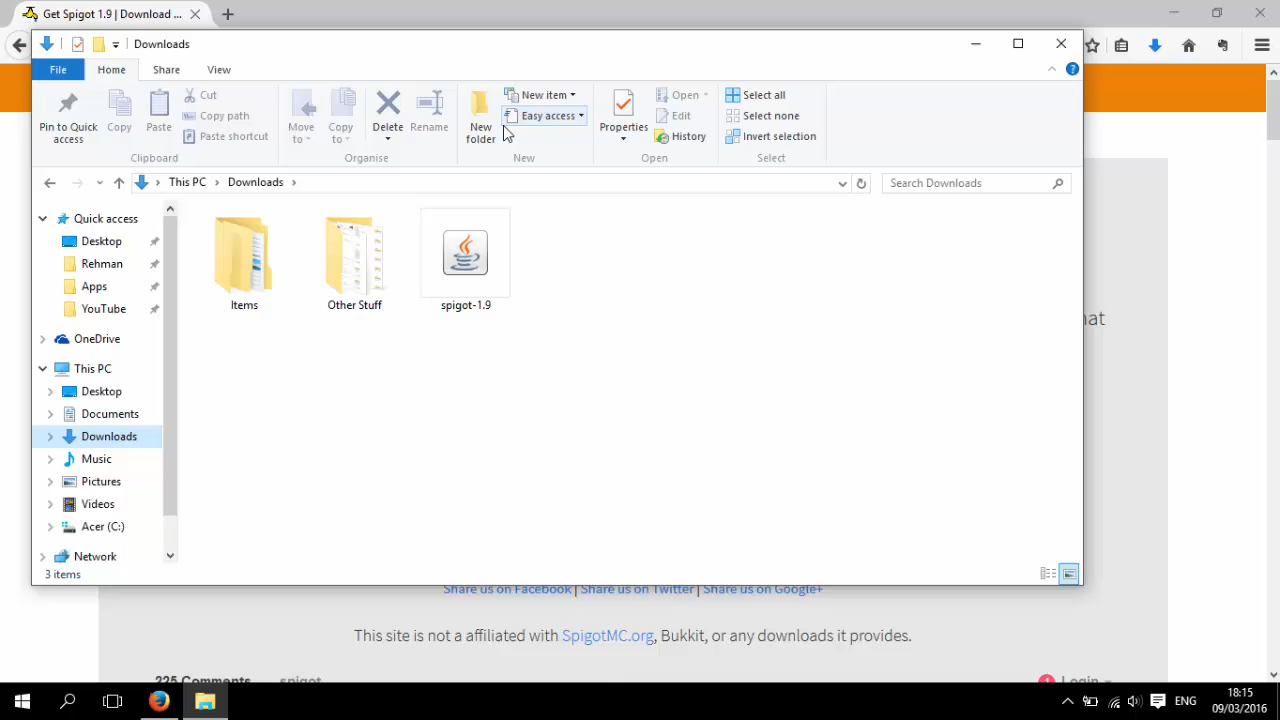 Get Spigot 1.9 | Download ...
Downloads
File Home Share View
Pin to Quick access
Copy
Paste
Cut
Copy path
Paste shortcut
Clipboard
Move to
Copy to
Delete
Rename
Organise
New folder
New item
Easy access
New
Properties
Open
Edit
History
Open
Select all
Select none
Invert selection
Select
This PC Downloads
Search Downloads
Quick access
Desktop
Rehman
Apps
YouTube
OneDrive
This PC
Desktop
Documents
Downloads
Music
Pictures
Videos
Acer (C:)
Network
Items
Other Stuff
spigot-1.9
3 items
hat
Share us on Facebook | Share us on Twitter | Share us on Google+
This site is not a affiliated with SpigotMC.org, Bukkit, or any downloads it provides.
225 Comments spigot 1 Login
ENG
18:15
09/03/2016